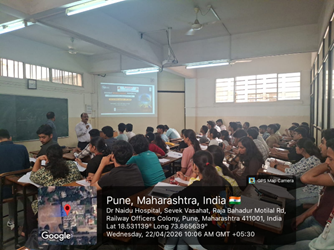 GPS Map Camera
Pune, Maharashtra, India 🇮🇳
Dr Naidu Hospital, Sevek Vasahat, Raja Bahadur Motilal Rd,
Railway Officers Colony, Pune, Maharashtra 411001, India
Lat 18.531139° Long 73.865639°
Wednesday, 22/04/2026 10:06 AM GMT +05:30
Google